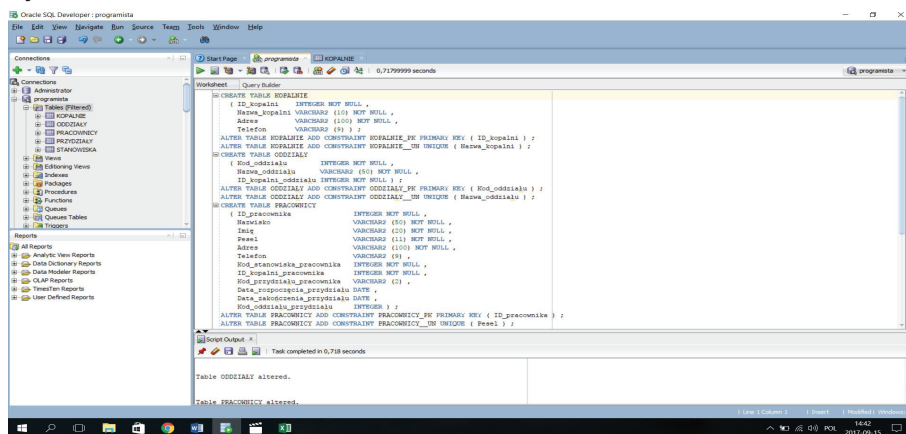 Oracle SQL Developer : programista
File Edit View Navigate Run Source Team Tools Window Help
Connections
Connections
Administrator
programista
Tables (Filtered)
KOPALNIE
ODDZIAŁY
PRACOWNICY
PRZYDZIAŁY
STANOWISKA
Views
Editioning Views
Indexes
Packages
Procedures
Functions
Queues
Queues Tables
Triggers
Reports
All Reports
Analytic View Reports
Data Dictionary Reports
Data Modeler Reports
OLAP Reports
TimesTen Reports
User Defined Reports
Start Page programista KOPALNIE
0,71799999 seconds programista
Worksheet Query Builder
CREATE TABLE KOPALNIE
( ID_kopalni INTEGER NOT NULL ,
Nazwa_kopalni VARCHAR2 (10) NOT NULL ,
Adres VARCHAR2 (100) NOT NULL ,
Telefon VARCHAR2 (9) ) ;
ALTER TABLE KOPALNIE ADD CONSTRAINT KOPALNIE_PK PRIMARY KEY ( ID_kopalni ) ;
ALTER TABLE KOPALNIE ADD CONSTRAINT KOPALNIE__UN UNIQUE ( Nazwa_kopalni ) ;
CREATE TABLE ODDZIAŁY
( Kod_oddziału INTEGER NOT NULL ,
Nazwa_oddziału VARCHAR2 (50) NOT NULL ,
ID_kopalni_oddziału INTEGER NOT NULL ) ;
ALTER TABLE ODDZIAŁY ADD CONSTRAINT ODDZIAŁY_PK PRIMARY KEY ( Kod_oddziału ) ;
ALTER TABLE ODDZIAŁY ADD CONSTRAINT ODDZIAŁY__UN UNIQUE ( Nazwa_oddziału ) ;
CREATE TABLE PRACOWNICY
( ID_pracownika INTEGER NOT NULL ,
Nazwisko VARCHAR2 (50) NOT NULL ,
Imię VARCHAR2 (20) NOT NULL ,
Pesel VARCHAR2 (11) NOT NULL ,
Adres VARCHAR2 (100) NOT NULL ,
Telefon VARCHAR2 (9) ,
Kod_stanowiska_pracownika INTEGER NOT NULL ,
ID_kopalni_pracownika INTEGER NOT NULL ,
Kod_przydziału_pracownika VARCHAR2 (2) ,
Data_rozpoczęcia_przydziału DATE ,
Data_zakończenia_przydziału DATE ,
Kod_oddziału_przydziału INTEGER ) ;
ALTER TABLE PRACOWNICY ADD CONSTRAINT PRACOWNICY_PK PRIMARY KEY ( ID_pracownika ) ;
ALTER TABLE PRACOWNICY ADD CONSTRAINT PRACOWNICY__UN UNIQUE ( Pesel ) ;
Script Output
Task completed in 0,718 seconds
Table ODDZIAŁY altered.
Table PRACOWNICY altered.
Line 1 Column 1 Insert Modified Windows
POL
14:42
2017-09-15